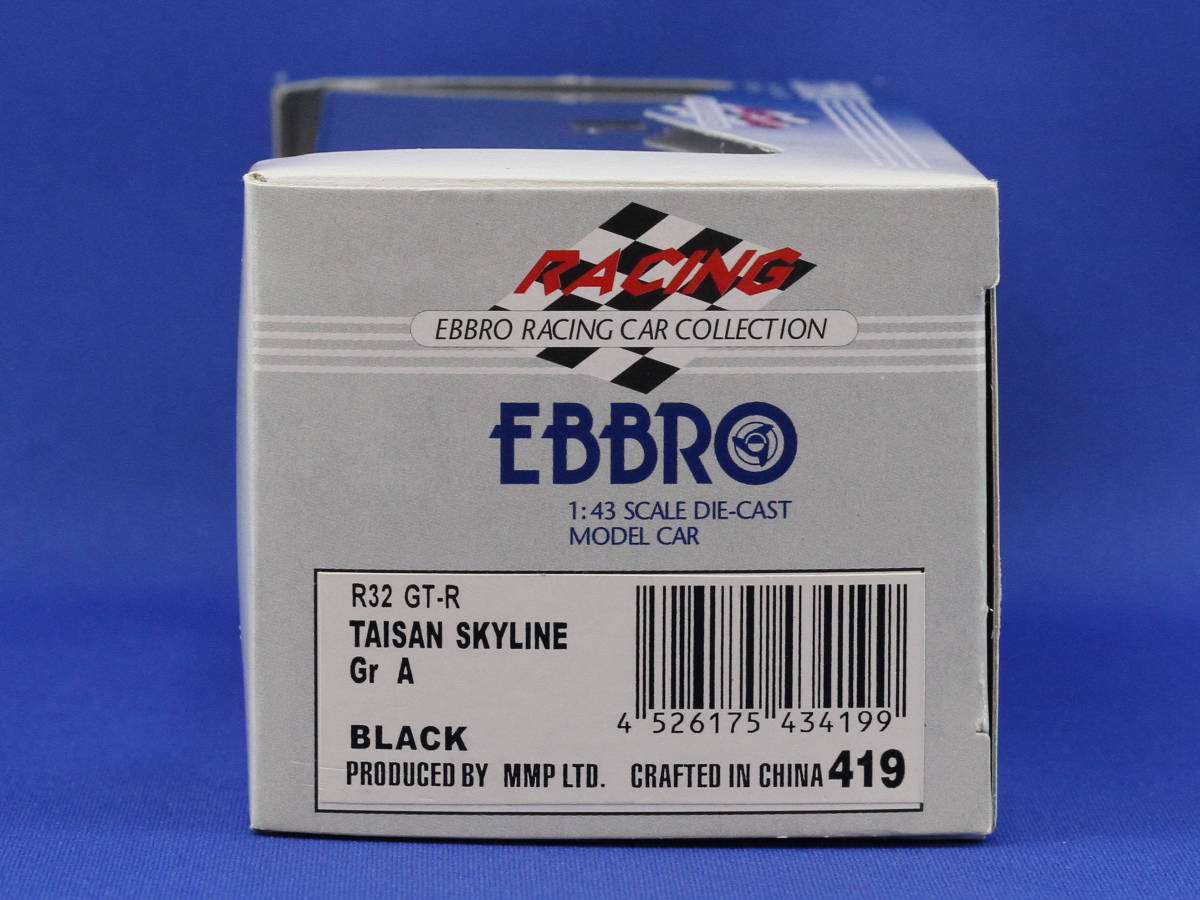 RACING
EBBRO RACING CAR COLLECTION
EBBRO
1:43 SCALE DIE-CAST
MODEL CAR
R32 GT-R
TAISAN SKYLINE
Gr A
BLACK
4 526175 434199
PRODUCED BY MMP LTD. CRAFTED IN CHINA 419